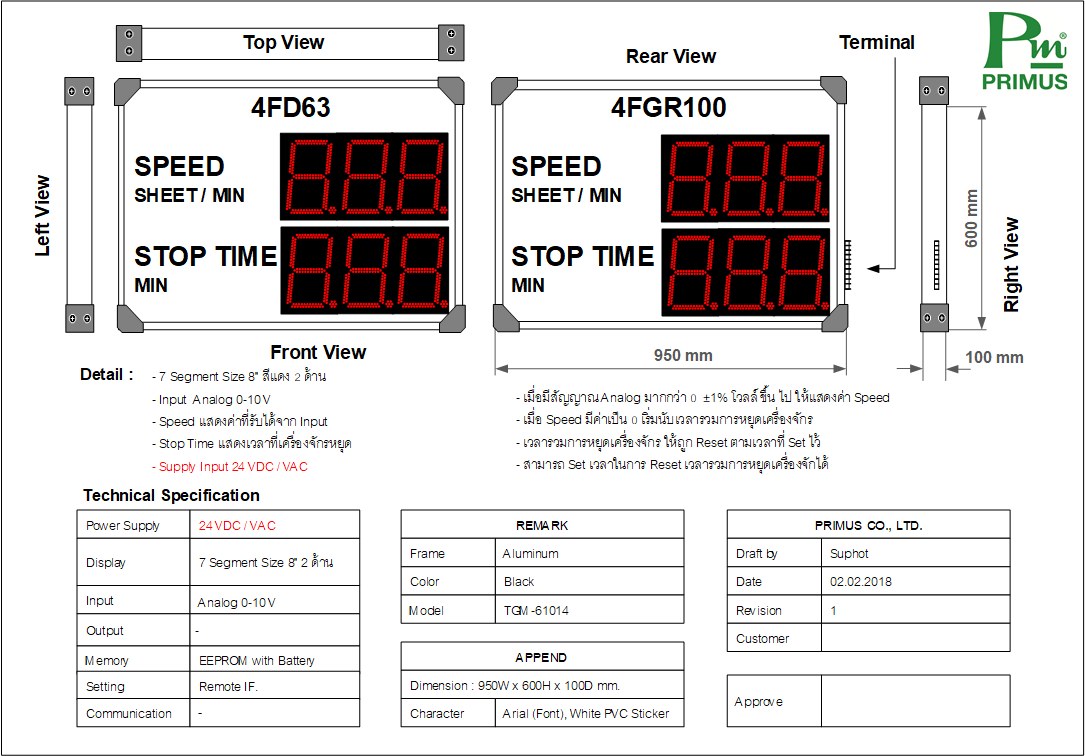 Top View
Rear View
Terminal
Pm®
PRIMUS
4FD63
SPEED
SHEET / MIN
STOP TIME
MIN
Left View
Front View
4FGR100
SPEED
SHEET / MIN
STOP TIME
MIN
600 mm
Right View
950 mm
100 mm
Detail :
- 7 Segment Size 8" สีแดง 2 ด้าน
- Input Analog 0-10V
- Speed แสดงค่าที่รับได้จาก Input
- Stop Time แสดงเวลาที่เครื่องจักรหยุด
- Supply Input 24 VDC / VAC
- เมื่อมีสัญญาณ Analog มากกว่า 0 ±1% โวลล์ ขึ้น ไป ให้แสดงค่า Speed
- เมื่อ Speed มีค่าเป็น 0 เริ่มนับเวลารวมการหยุดเครื่องจักร
- เวลารวมการหยุดเครื่องจักร ให้ถูก Reset ตามเวลาที่ Set ไว้
- สามารถ Set เวลาในการ Reset เวลารวมการหยุดเครื่องจักได้
Technical Specification
Power Supply 24 VDC / VAC
Display 7 Segment Size 8" 2 ด้าน
Input Analog 0-10V
Output -
Memory EEPROM with Battery
Setting Remote IF.
Communication -
REMARK
Frame Aluminum
Color Black
Model TGM-61014
APPEND
Dimension : 950W x 600H x 100D mm.
Character Arial (Font), White PVC Sticker
PRIMUS CO., LTD.
Draft by Suphot
Date 02.02.2018
Revision 1
Customer
Approve